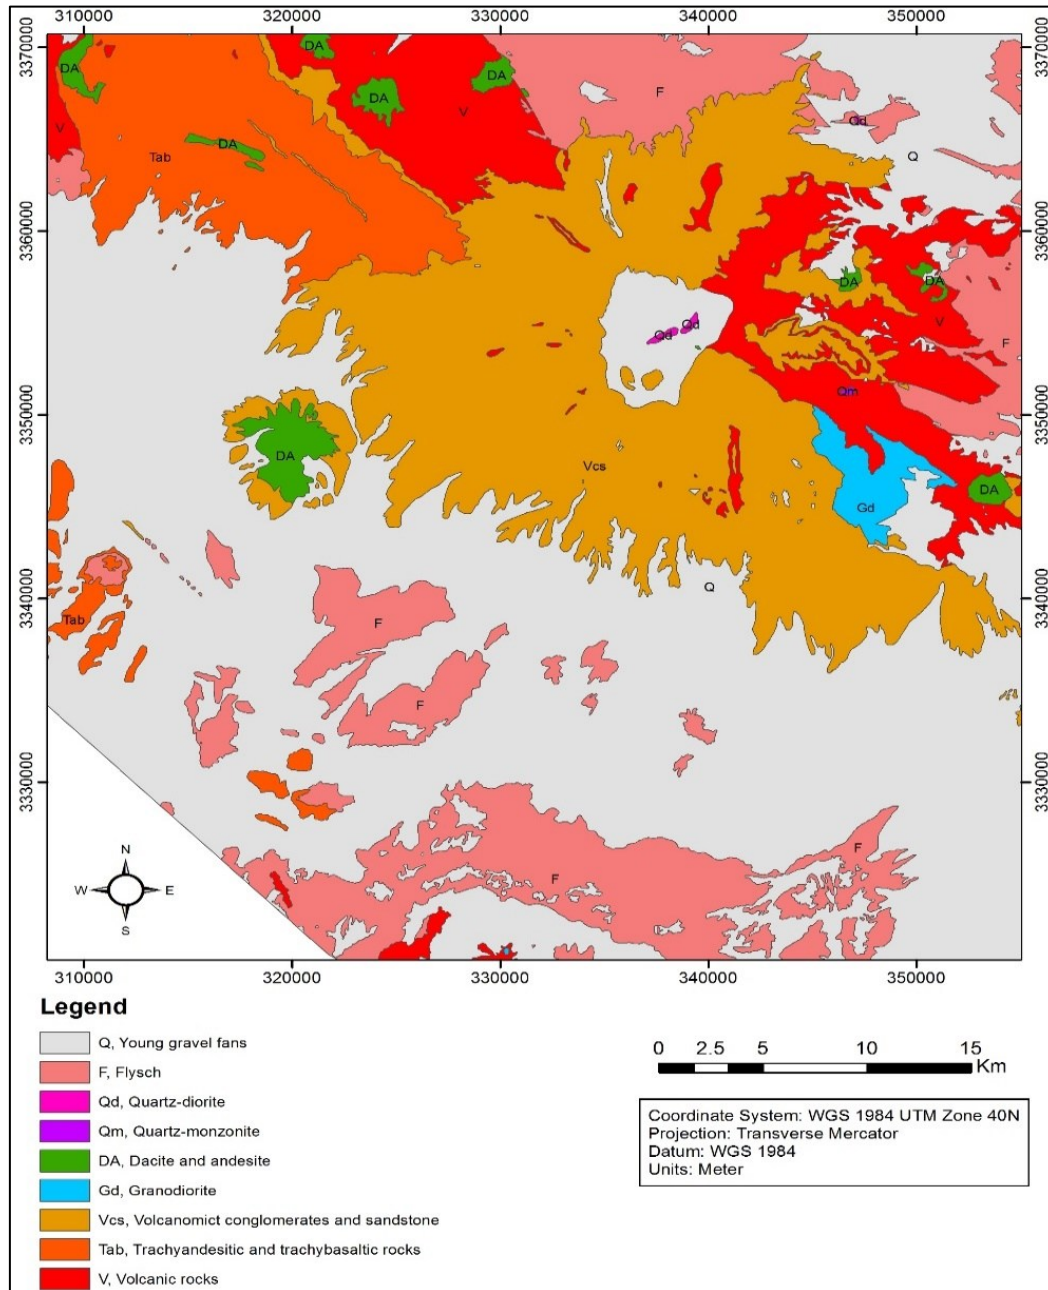 310000 320000 330000 340000 350000
3370000 3370000
DA
DA
DA
DA
F
V
Qd
V
DA
Tab
Q
3360000 3360000
DA
DA
V
Qd
Qd
F
Qm
3350000 3350000
DA
Vcs
DA
Gd
Q
3340000 3340000
Tab
F
F
3330000 3330000
F
F
N
W E
S
310000 320000 330000 340000 350000
Legend
Q, Young gravel fans
F, Flysch
Qd, Quartz-diorite
Qm, Quartz-monzonite
DA, Dacite and andesite
Gd, Granodiorite
Vcs, Volcanomict conglomerates and sandstone
Tab, Trachyandesitic and trachybasaltic rocks
V, Volcanic rocks
0 2.5 5 10 15
Km
Coordinate System: WGS 1984 UTM Zone 40N
Projection: Transverse Mercator
Datum: WGS 1984
Units: Meter